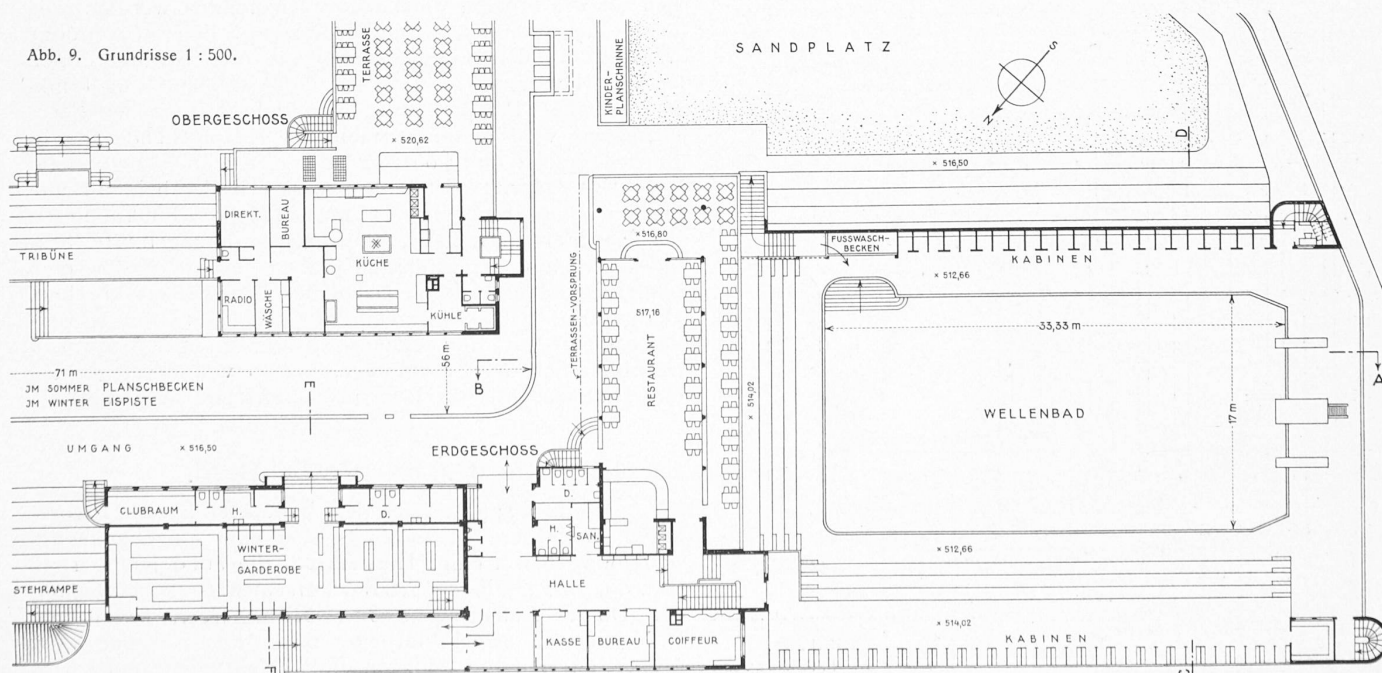 Abb. 9. Grundrisse 1 : 500.
TERRASSE
KINDER-
PLANSCHRINNE
SANDPLATZ
S
N
OBERGESCHOSS
× 520,62
D
× 516,50
DIREKT.
BUREAU
KÜCHE
TRIBÜNE
RADIO
WÄSCHE
KÜHLE
× 516,80
FUSSWASCH-
BECKEN
KABINEN
× 512,66
TERRASSEN-VORSPRUNG
517,16
RESTAURANT
33,33 m
17 m
WELLENBAD
A
71 m
56 m
B
JM SOMMER PLANSCHBECKEN
JM WINTER EISPISTE
E
× 514,02
UMGANG × 516,50
ERDGESCHOSS
CLUBRAUM
H.
D.
D.
H.
SAN.
WINTER-
GARDEROBE
× 512,66
HALLE
STEHRAMPE
KASSE
BUREAU
COIFFEUR
× 514,02
KABINEN